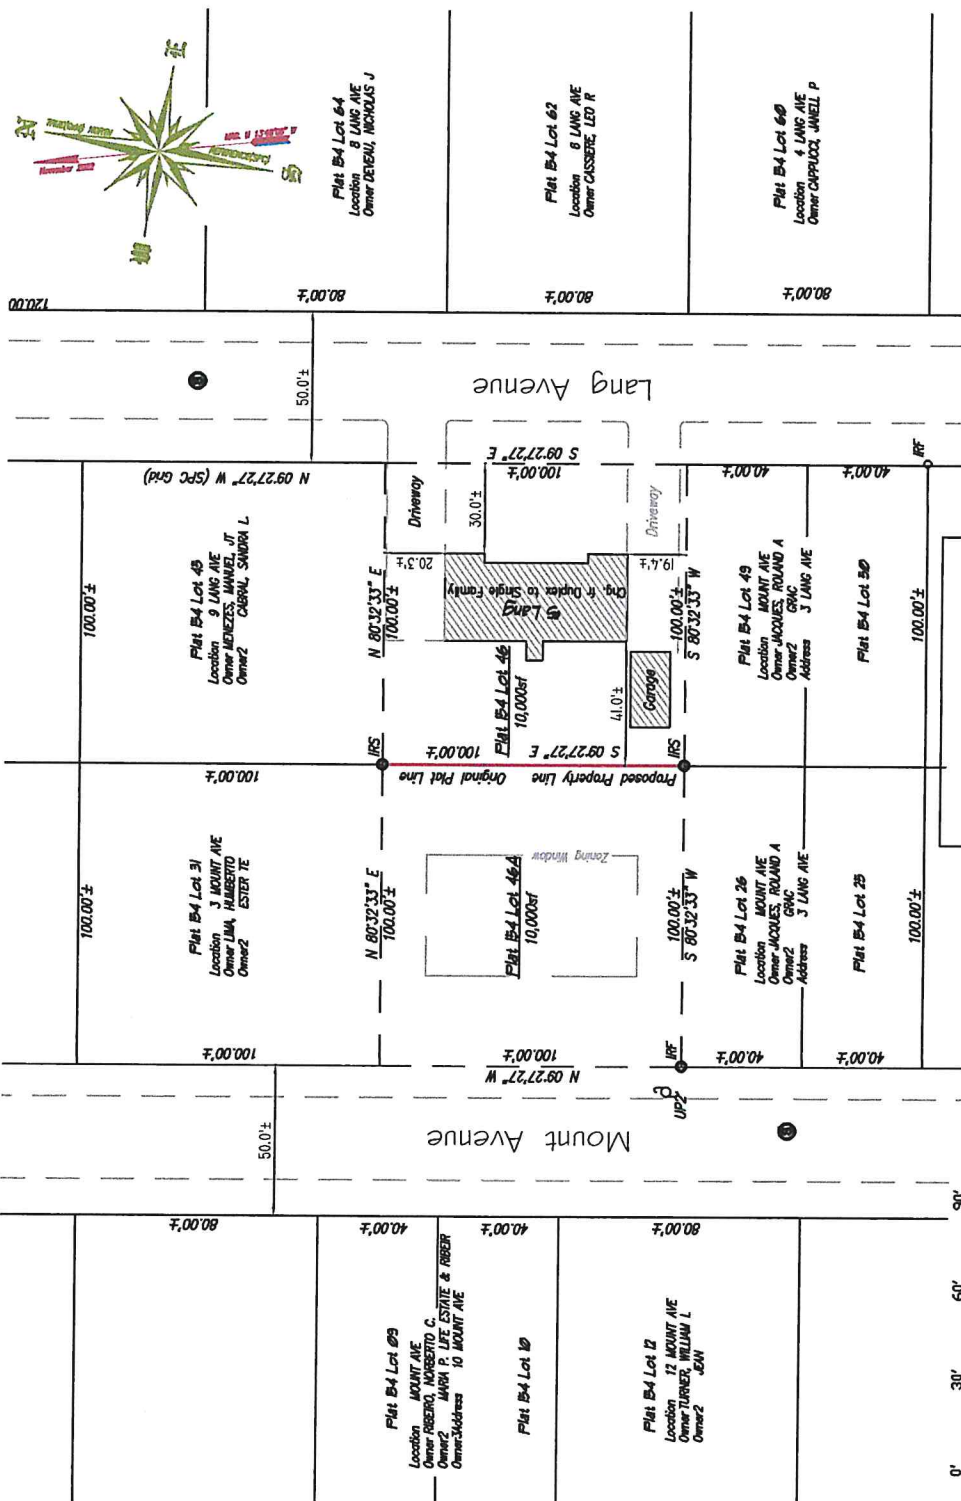 November 2022
N
E
S
W
120.00
Plat B4 Lot 64
Location 8 LANG AVE
Owner DEVEAU, NICHOLAS J
80.00'±
Plat B4 Lot 62
Location 8 LANG AVE
Owner CASSIERE, LEO R
80.00'±
Plat B4 Lot 60
Location 4 LANG AVE
Owner CAPPUCCI, JANELL P
80.00'±
50.0'±
Lang Avenue
N 09°27'27" W (SPC Grid)
100.00'±
Plat B4 Lot 45
Location 9 LANG AVE
Owner MENEZES, MANUEL, JT
Owner2 CABRAL, SANDRA L.
N 80°32'33" E
100.00'±
Driveway
20.3'±
30.0'±
S 09°27'27" E
100.00'±
#5 Lang
Chg. fr. Duplex to Single Family
Driveway
19.4'±
Plat B4 Lot 46
10,000sf
41.0'±
Garage
100.00'±
S 80°32'33" W
IRF
40.00'±
40.00'±
Plat B4 Lot 49
Location MOUNT AVE
Owner JACQUES, ROLAND A
Owner2 GRAC
Address 3 LANG AVE
Plat B4 Lot 50
100.00'±
IRS
S 09°27'27" E
100.00'±
Proposed Property Line
Original Plat Line
IRS
100.00'±
100.00'±
Plat B4 Lot 31
Location 3 MOUNT AVE
Owner LIMA, HUMBERTO
Owner2 ESTER TE
N 80°32'33" E
100.00'±
Zoning Window
Plat B4 Lot 46A
10,000sf
100.00'±
S 80°32'33" W
Plat B4 Lot 26
Location MOUNT AVE
Owner JACQUES, ROLAND A
Owner2 GRAC
Address 3 LANG AVE
Plat B4 Lot 25
100.00'±
100.00'±
100.00'±
N 09°27'27" W
IRF
40.00'±
40.00'±
UP2
50.0'±
Mount Avenue
80.00'±
40.00'±
40.00'±
80.00'±
Plat B4 Lot 09
Location MOUNT AVE
Owner RIBEIRO, NORBERTO C.
Owner2 MARIA P. LIFE ESTATE & RIBEIR
Owner3Address 10 MOUNT AVE
Plat B4 Lot 10
Plat B4 Lot 12
Location 12 MOUNT AVE
Owner TURNER, WILLIAM L
Owner2 JEAN
0' 30' 60' 90'